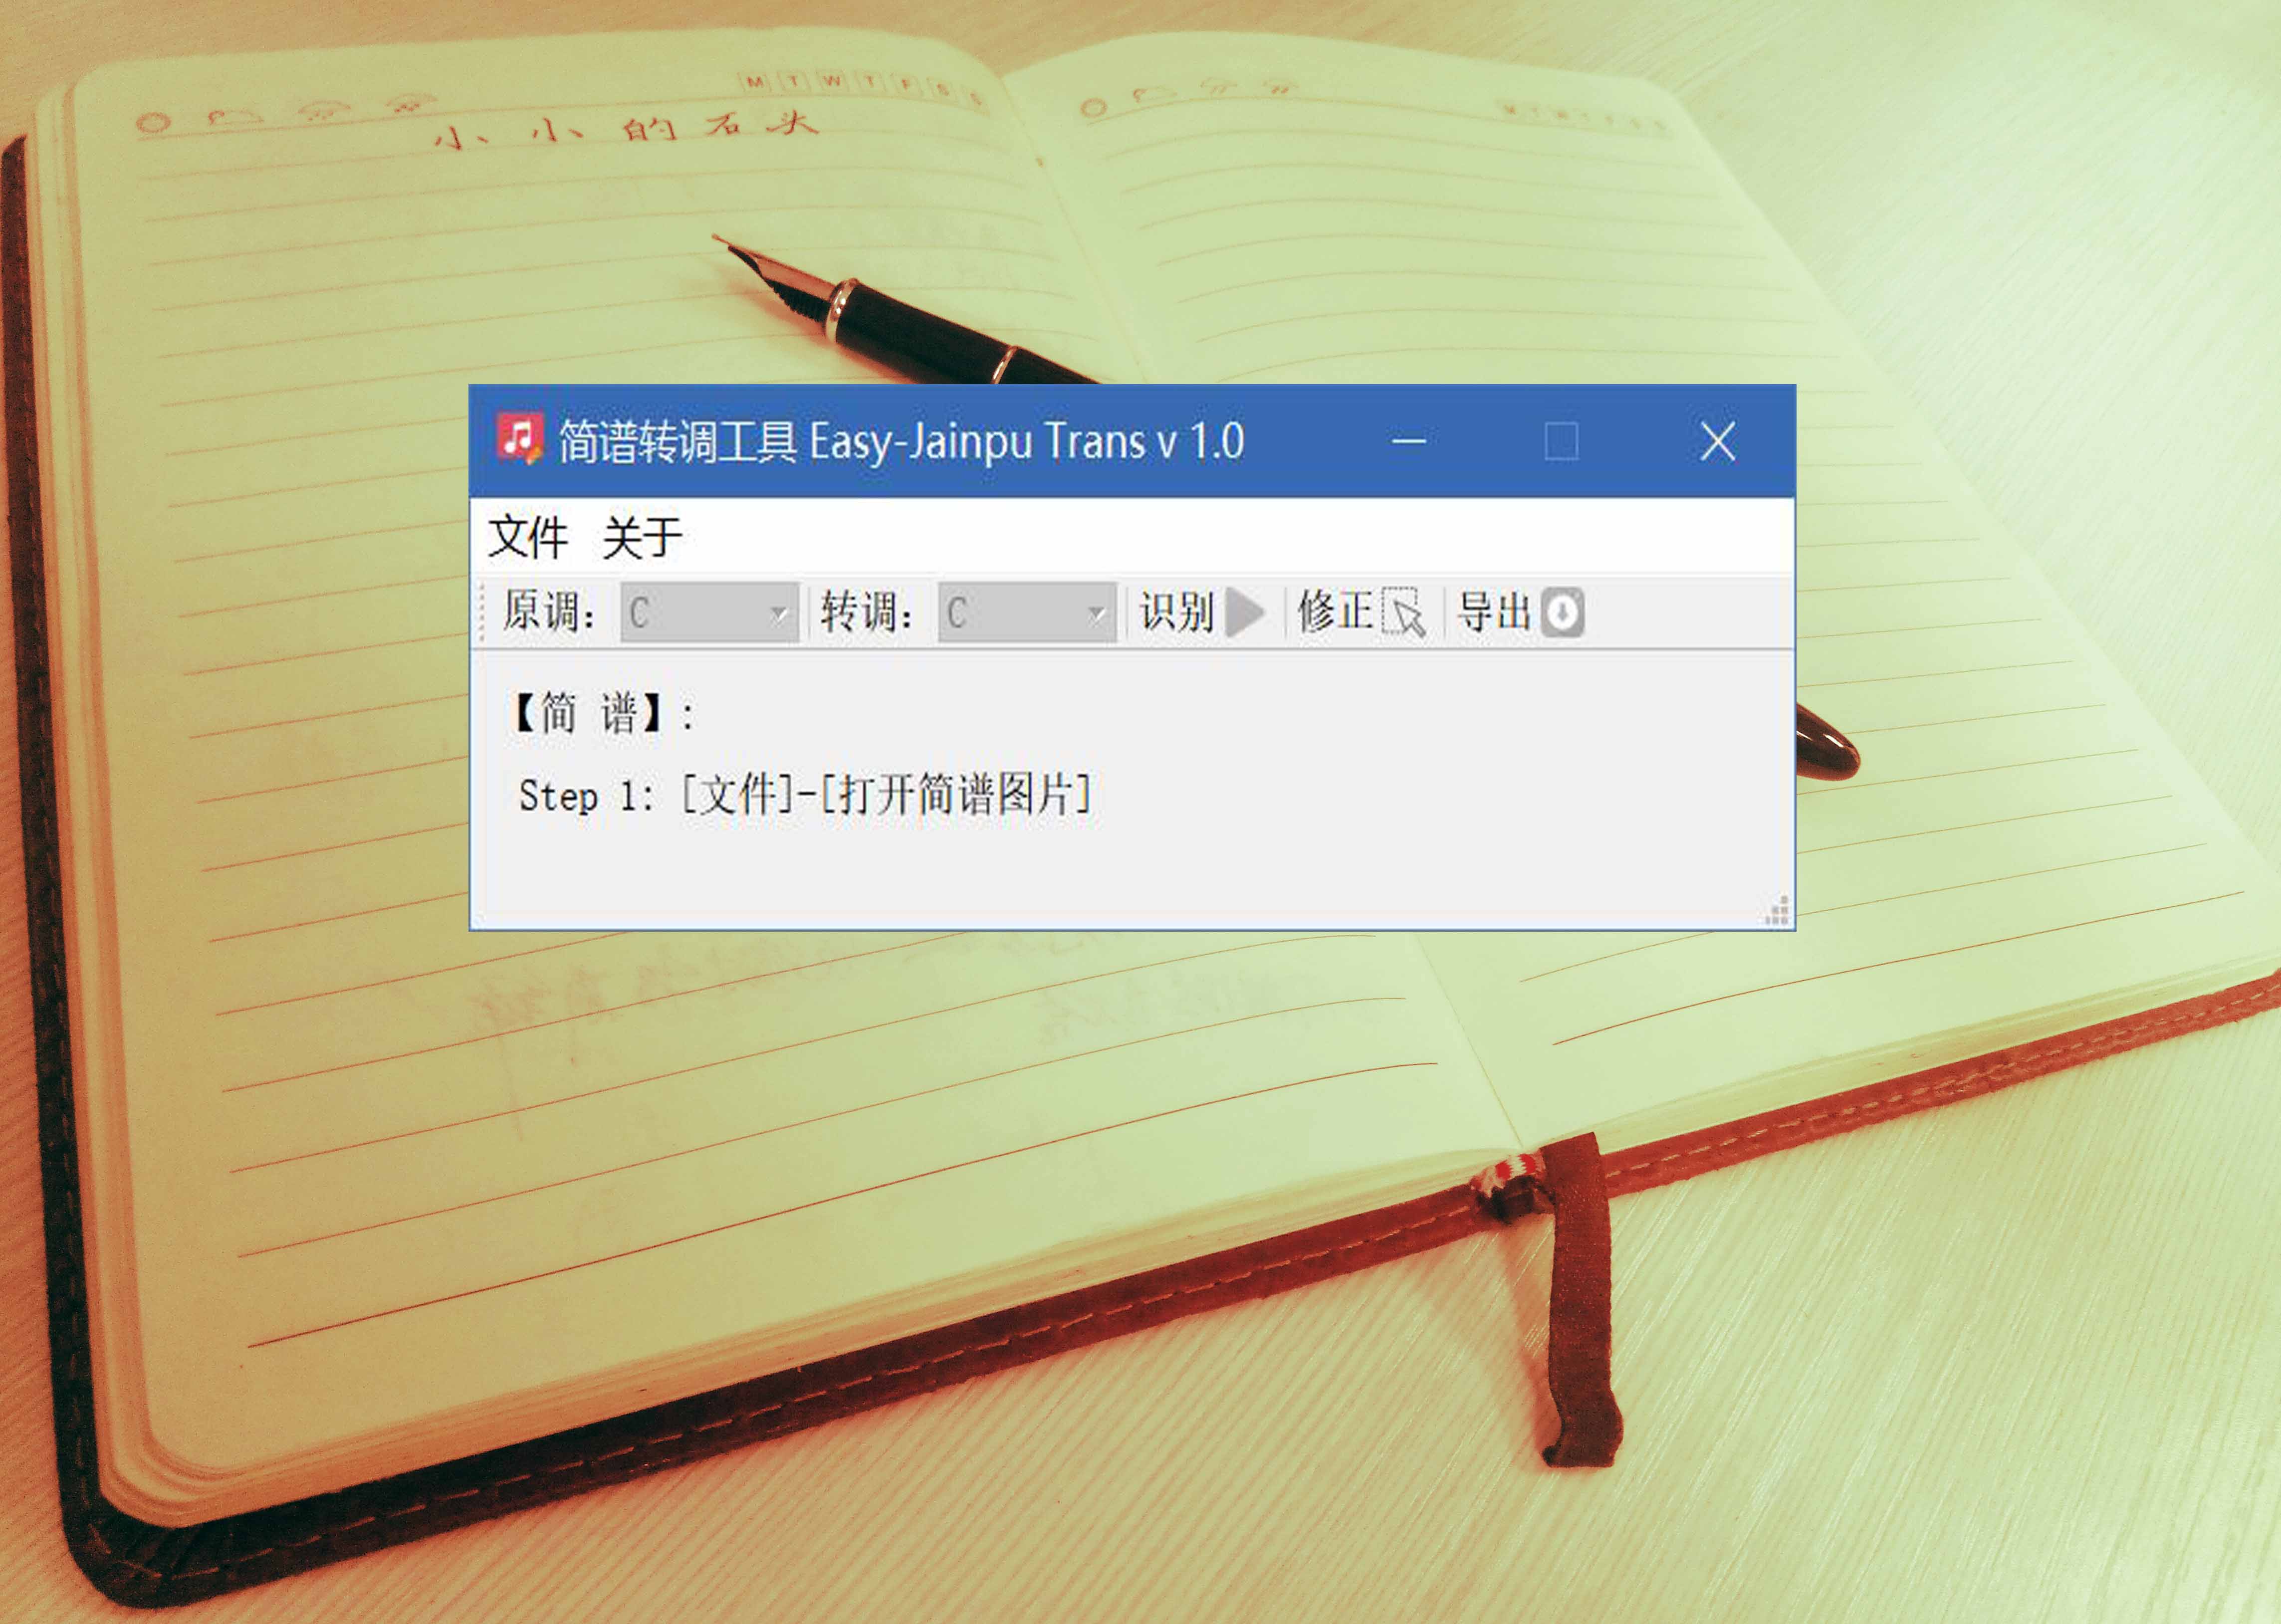 M T W T F S S
小小的石头
M T W T F S S
简谱转调工具 Easy-Jainpu Trans v 1.0
文件 关于
原调: C 转调: C 识别 修正 导出
【简 谱】:
Step 1: [文件]-[打开简谱图片]